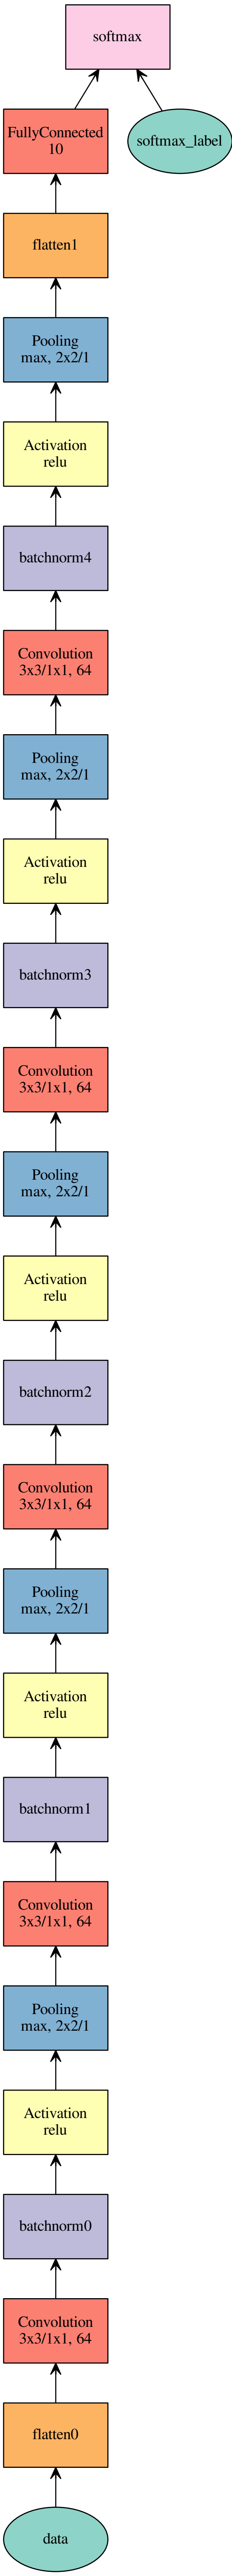 softmax
FullyConnected
10
softmax_label
flatten1
Pooling
max, 2x2/1
Activation
relu
batchnorm4
Convolution
3x3/1x1, 64
Pooling
max, 2x2/1
Activation
relu
batchnorm3
Convolution
3x3/1x1, 64
Pooling
max, 2x2/1
Activation
relu
batchnorm2
Convolution
3x3/1x1, 64
Pooling
max, 2x2/1
Activation
relu
batchnorm1
Convolution
3x3/1x1, 64
Pooling
max, 2x2/1
Activation
relu
batchnorm0
Convolution
3x3/1x1, 64
flatten0
data